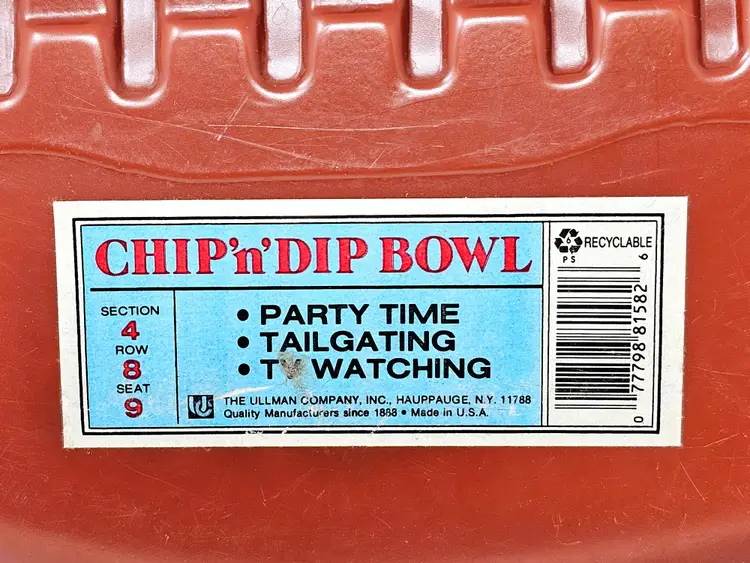 CHIP'n'DIP BOWL
SECTION
4
ROW
8
SEAT
9
• PARTY TIME
• TAILGATING
• TV WATCHING
THE ULLMAN COMPANY, INC., HAUPPAUGE, N.Y. 11788
Quality Manufacturers since 1888 • Made in U.S.A.
6
PS
RECYCLABLE
0 77798 81582 6